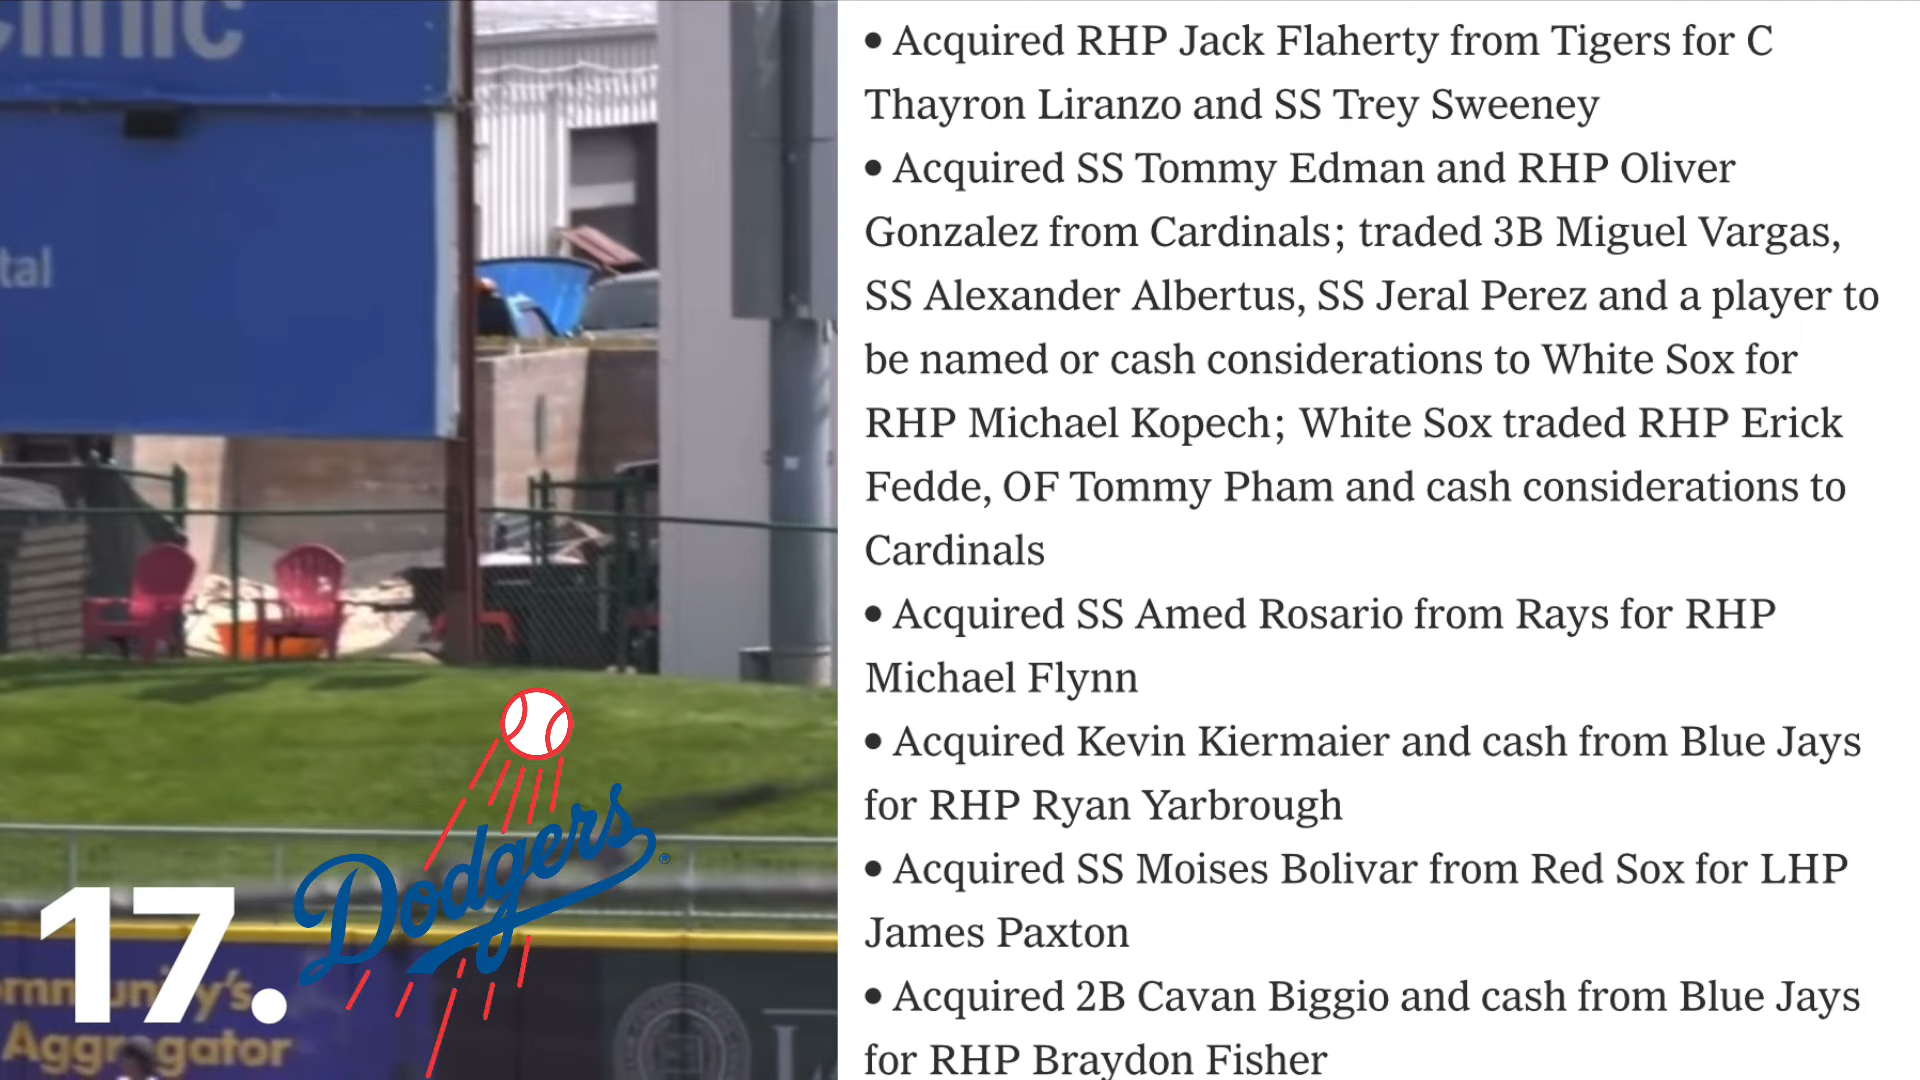 Clinic
tal
17.
Dodgers
®
ommunity's
Aggregator
• Acquired RHP Jack Flaherty from Tigers for C
Thayron Liranzo and SS Trey Sweeney
• Acquired SS Tommy Edman and RHP Oliver
Gonzalez from Cardinals; traded 3B Miguel Vargas,
SS Alexander Albertus, SS Jeral Perez and a player to
be named or cash considerations to White Sox for
RHP Michael Kopech; White Sox traded RHP Erick
Fedde, OF Tommy Pham and cash considerations to
Cardinals
• Acquired SS Amed Rosario from Rays for RHP
Michael Flynn
• Acquired Kevin Kiermaier and cash from Blue Jays
for RHP Ryan Yarbrough
• Acquired SS Moises Bolivar from Red Sox for LHP
James Paxton
• Acquired 2B Cavan Biggio and cash from Blue Jays
for RHP Braydon Fisher